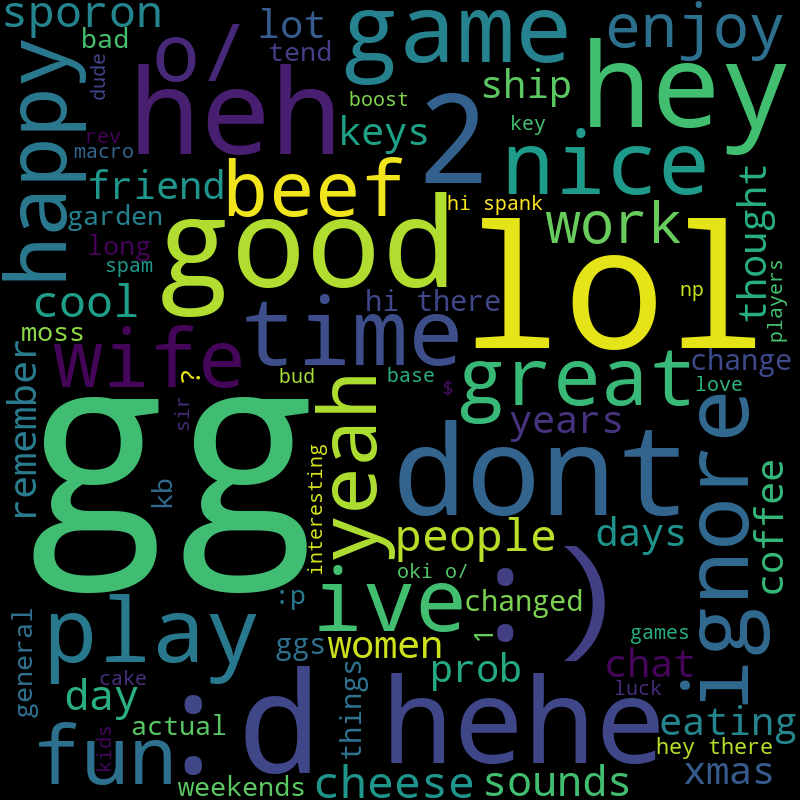 sporon
bad
dude
o/
lot
tend
game
enjoy
happy
heh
boost
keys
2
ship
key
hey
rev
macro
friend
beef
nice
garden
hi spank
work
thought
long
spam
good
lol
players
cool
time
hi there
np
moss
wife
change
remember
sir
?
bud
base
$
great
love
years
gg
yeah
dont
ignore
kb
interesting
people
days
coffee
oki o/
:)
play
:p
ive
changed
general
ggs
women
1
games
day
cake
:d hehe
prob
chat
luck
things
actual
eating
fun
kids
hey there
weekends
cheese
sounds
xmas